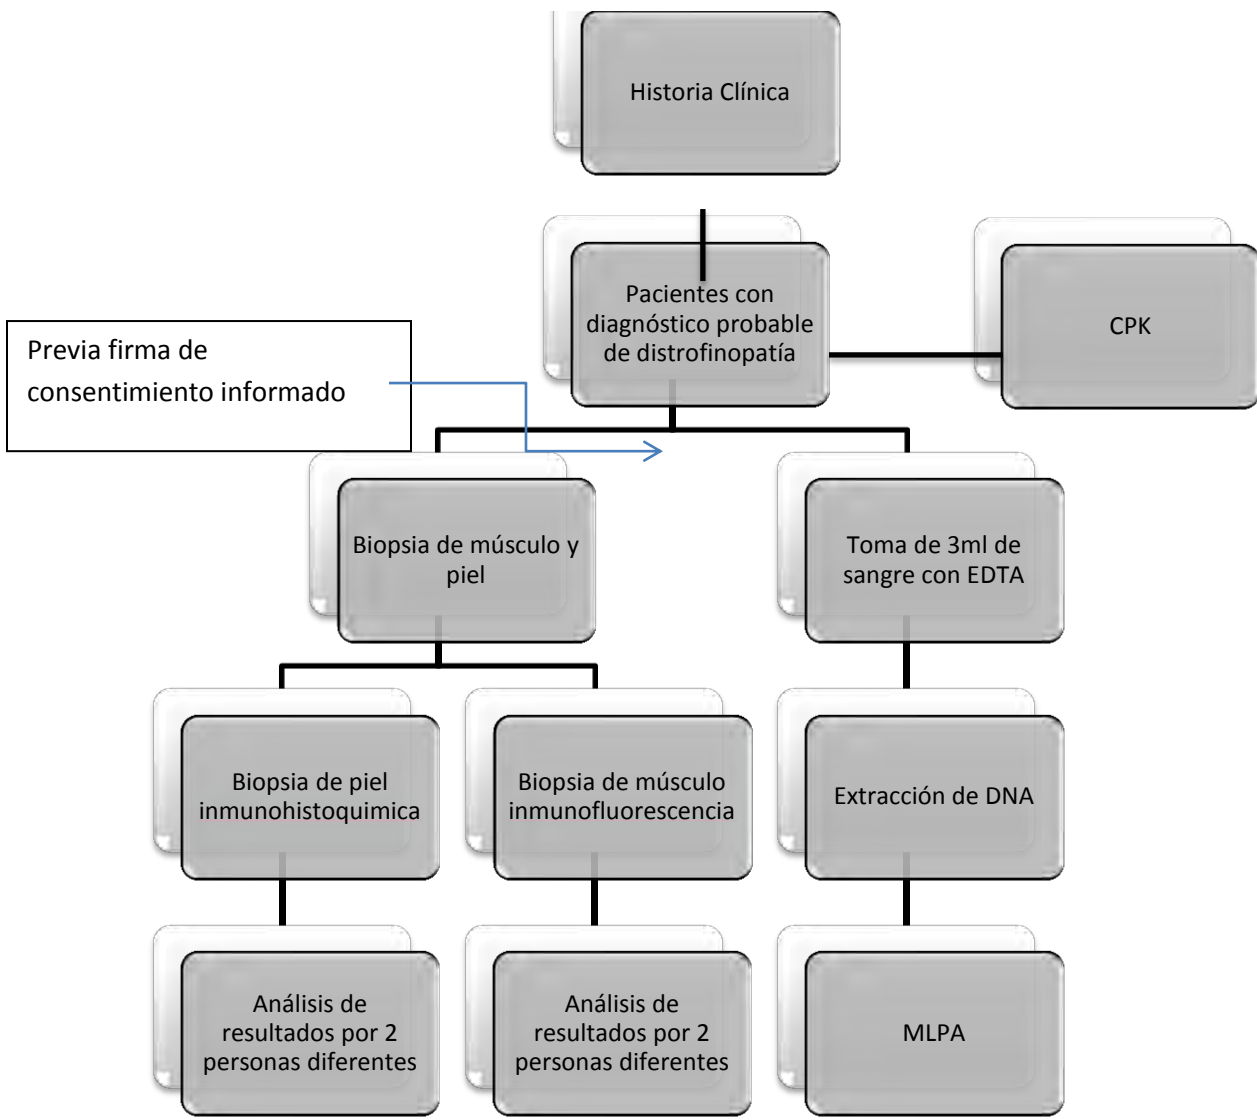 Historia Clínica
Pacientes con
diagnóstico probable
de distrofinopatía
CPK
Previa firma de
consentimiento informado
Biopsia de músculo y
piel
Toma de 3ml de
sangre con EDTA
Biopsia de piel
inmunohistoquimica
Biopsia de músculo
inmunofluorescencia
Extracción de DNA
Análisis de
resultados por 2
personas diferentes
Análisis de
resultados por 2
personas diferentes
MLPA